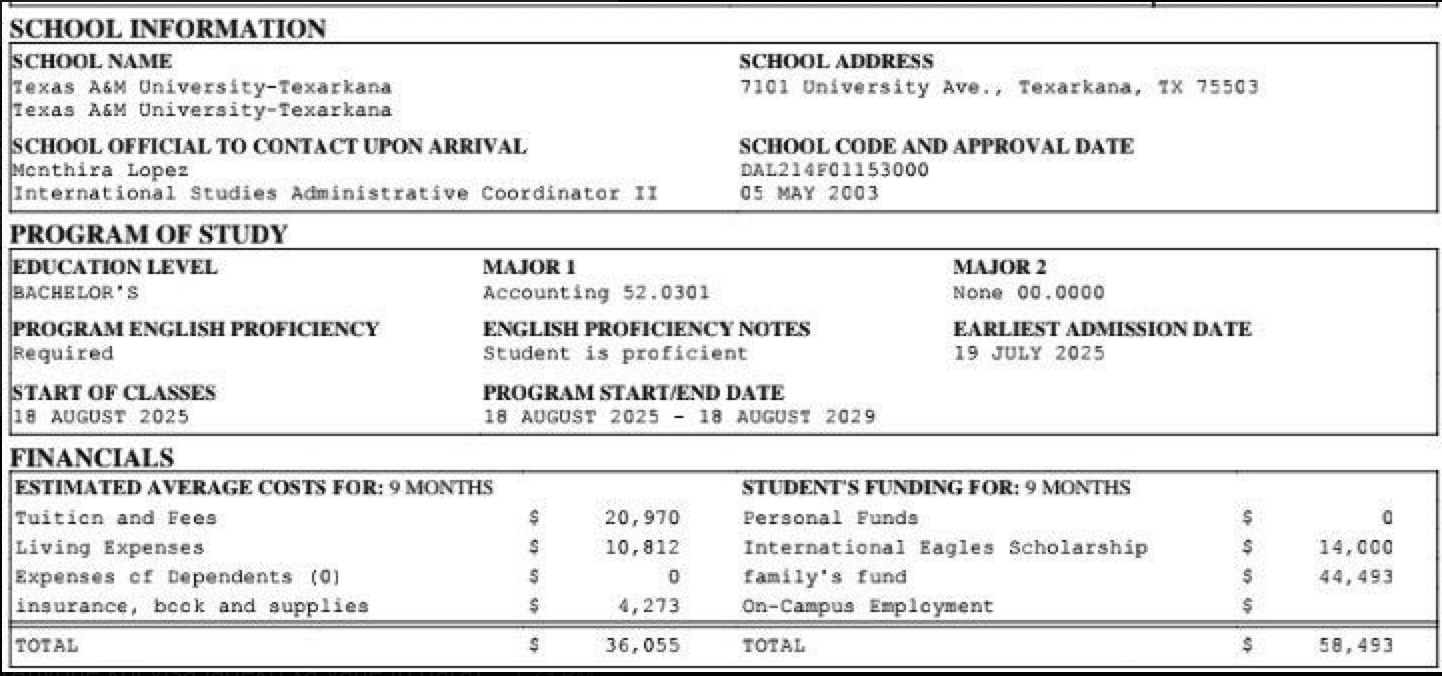 SCHOOL INFORMATION
SCHOOL NAME
SCHOOL ADDRESS
Texas A&M University-Texarkana
7101 University Ave., Texarkana, TX 75503
Texas A&M University-Texarkana
SCHOOL OFFICIAL TO CONTACT UPON ARRIVAL
SCHOOL CODE AND APPROVAL DATE
Monthira Lopez
DAL214F01153000
International Studies Administrative Coordinator II
05 MAY 2003
PROGRAM OF STUDY
EDUCATION LEVEL
MAJOR 1
MAJOR 2
BACHELOR'S
Accounting 52.0301
None 00.0000
PROGRAM ENGLISH PROFICIENCY
ENGLISH PROFICIENCY NOTES
EARLIEST ADMISSION DATE
Required
Student is proficient
19 JULY 2025
START OF CLASSES
PROGRAM START/END DATE
18 AUGUST 2025
18 AUGUST 2025 - 18 AUGUST 2029
FINANCIALS
ESTIMATED AVERAGE COSTS FOR: 9 MONTHS
STUDENT'S FUNDING FOR: 9 MONTHS
Tuition and Fees $ 20,970
Personal Funds $ 0
Living Expenses $ 10,812
International Eagles Scholarship $ 14,000
Expenses of Dependents (0) $ 0
family's fund $ 44,493
insurance, book and supplies $ 4,273
On-Campus Employment $
TOTAL $ 36,055
TOTAL $ 58,493